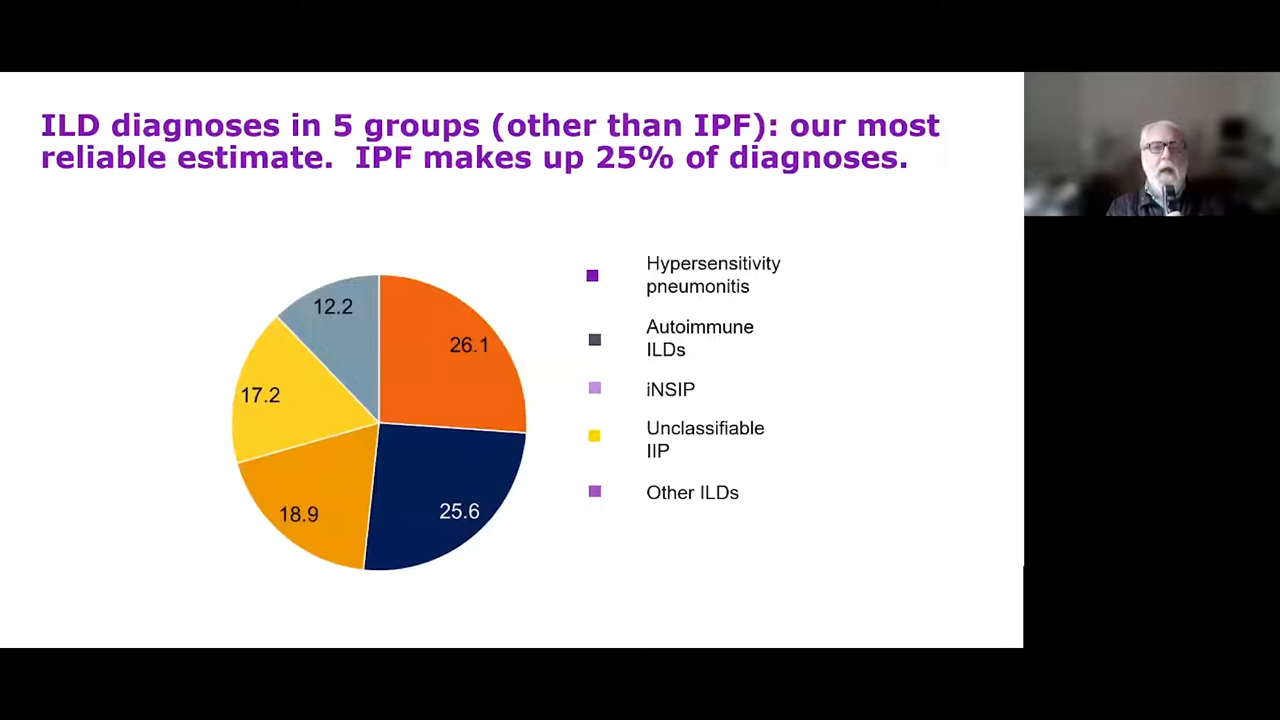 ILD diagnoses in 5 groups (other than IPF): our most
reliable estimate.  IPF makes up 25% of diagnoses.
12.2
26.1
17.2
18.9
25.6
Hypersensitivity
pneumonitis
Autoimmune
ILDs
iNSIP
Unclassifiable
IIP
Other ILDs